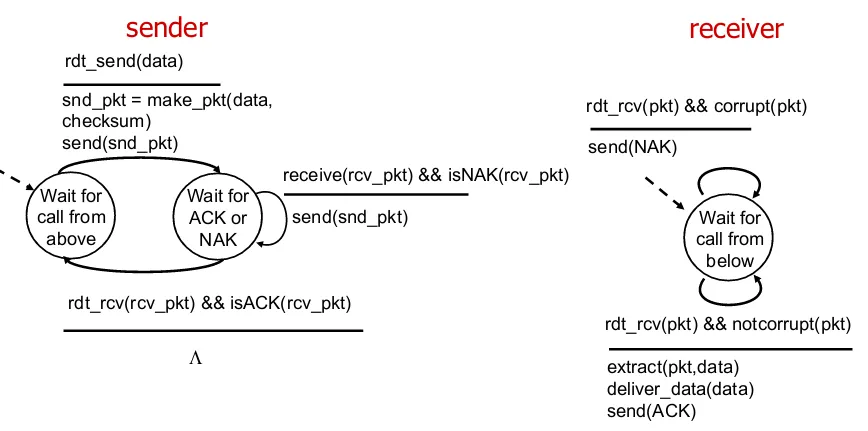 sender
rdt_send(data)
snd_pkt = make_pkt(data,
checksum)
send(snd_pkt)
Wait for
call from
above
Wait for
ACK or
NAK
receive(rcv_pkt) && isNAK(rcv_pkt)
send(snd_pkt)
rdt_rcv(rcv_pkt) && isACK(rcv_pkt)
Λ
receiver
rdt_rcv(pkt) && corrupt(pkt)
send(NAK)
Wait for
call from
below
rdt_rcv(pkt) && notcorrupt(pkt)
extract(pkt,data)
deliver_data(data)
send(ACK)